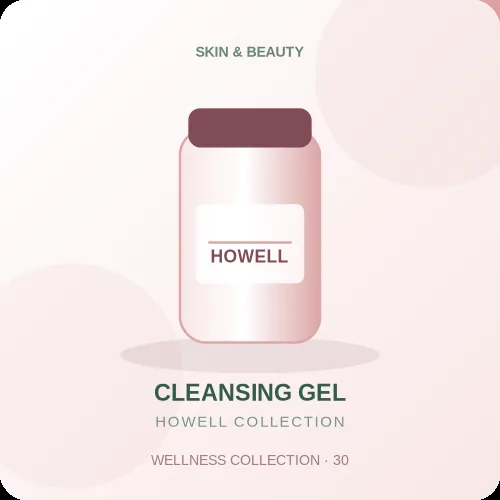 SKIN & BEAUTY
HOWELL
CLEANSING GEL
HOWELL COLLECTION
WELLNESS COLLECTION · 30